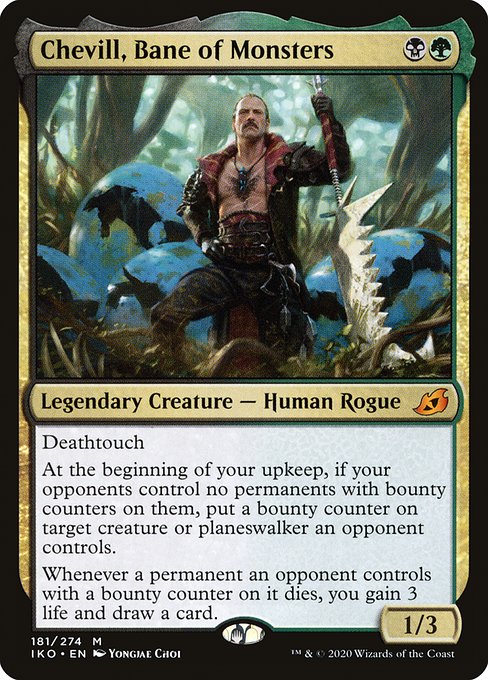 Chevill, Bane of Monsters
Legendary Creature — Human Rogue
Deathtouch
At the beginning of your upkeep, if your
opponents control no permanents with bounty
counters on them, put a bounty counter on
target creature or planeswalker an opponent
controls.
Whenever a permanent an opponent controls
with a bounty counter on it dies, you gain 3
life and draw a card.
1/3
181/274 M
IKO • EN Yongjae Choi
™ & © 2020 Wizards of the Coast